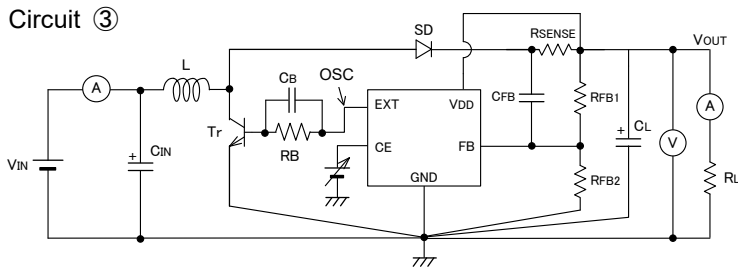 Circuit ③
SD
RSENSE
VOUT
L
A
CB
OSC
EXT
VDD
CFB
RFB1
A
Tr
RB
CE
FB
+
CL
V
VIN
+
CIN
GND
RFB2
RL